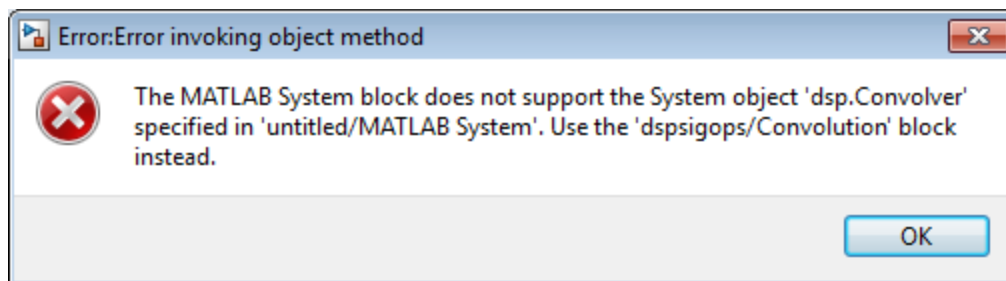 Error:Error invoking object method
The MATLAB System block does not support the System object 'dsp.Convolver'
specified in 'untitled/MATLAB System'. Use the 'dspsigops/Convolution' block
instead.
OK